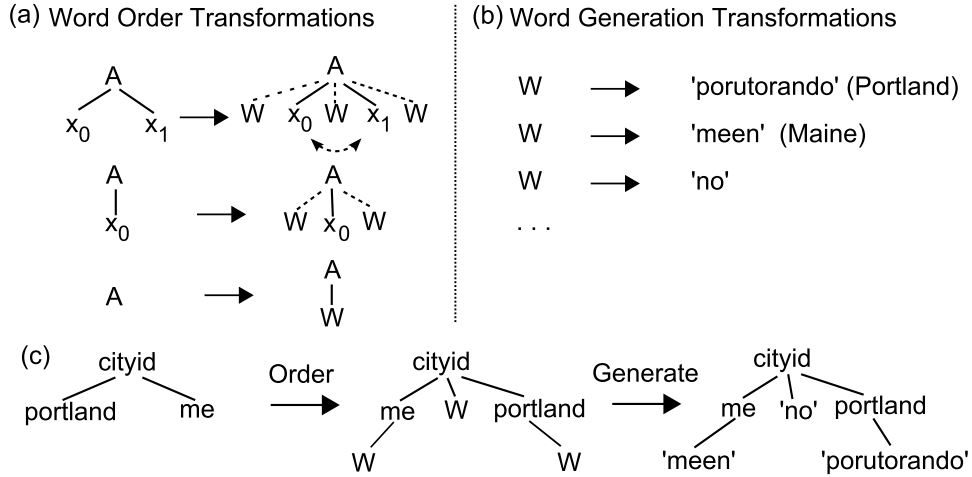 (a) Word Order Transformations
A
x0 x1
A
W x0 W x1 W
A
x0
A
W x0 W
A
A
W
(b) Word Generation Transformations
W 'porutorando' (Portland)
W 'meen' (Maine)
W 'no'
. . .
(c)
cityid
portland me
Order
cityid
me W portland
W W
Generate
cityid
me 'no' portland
'meen' 'porutorando'